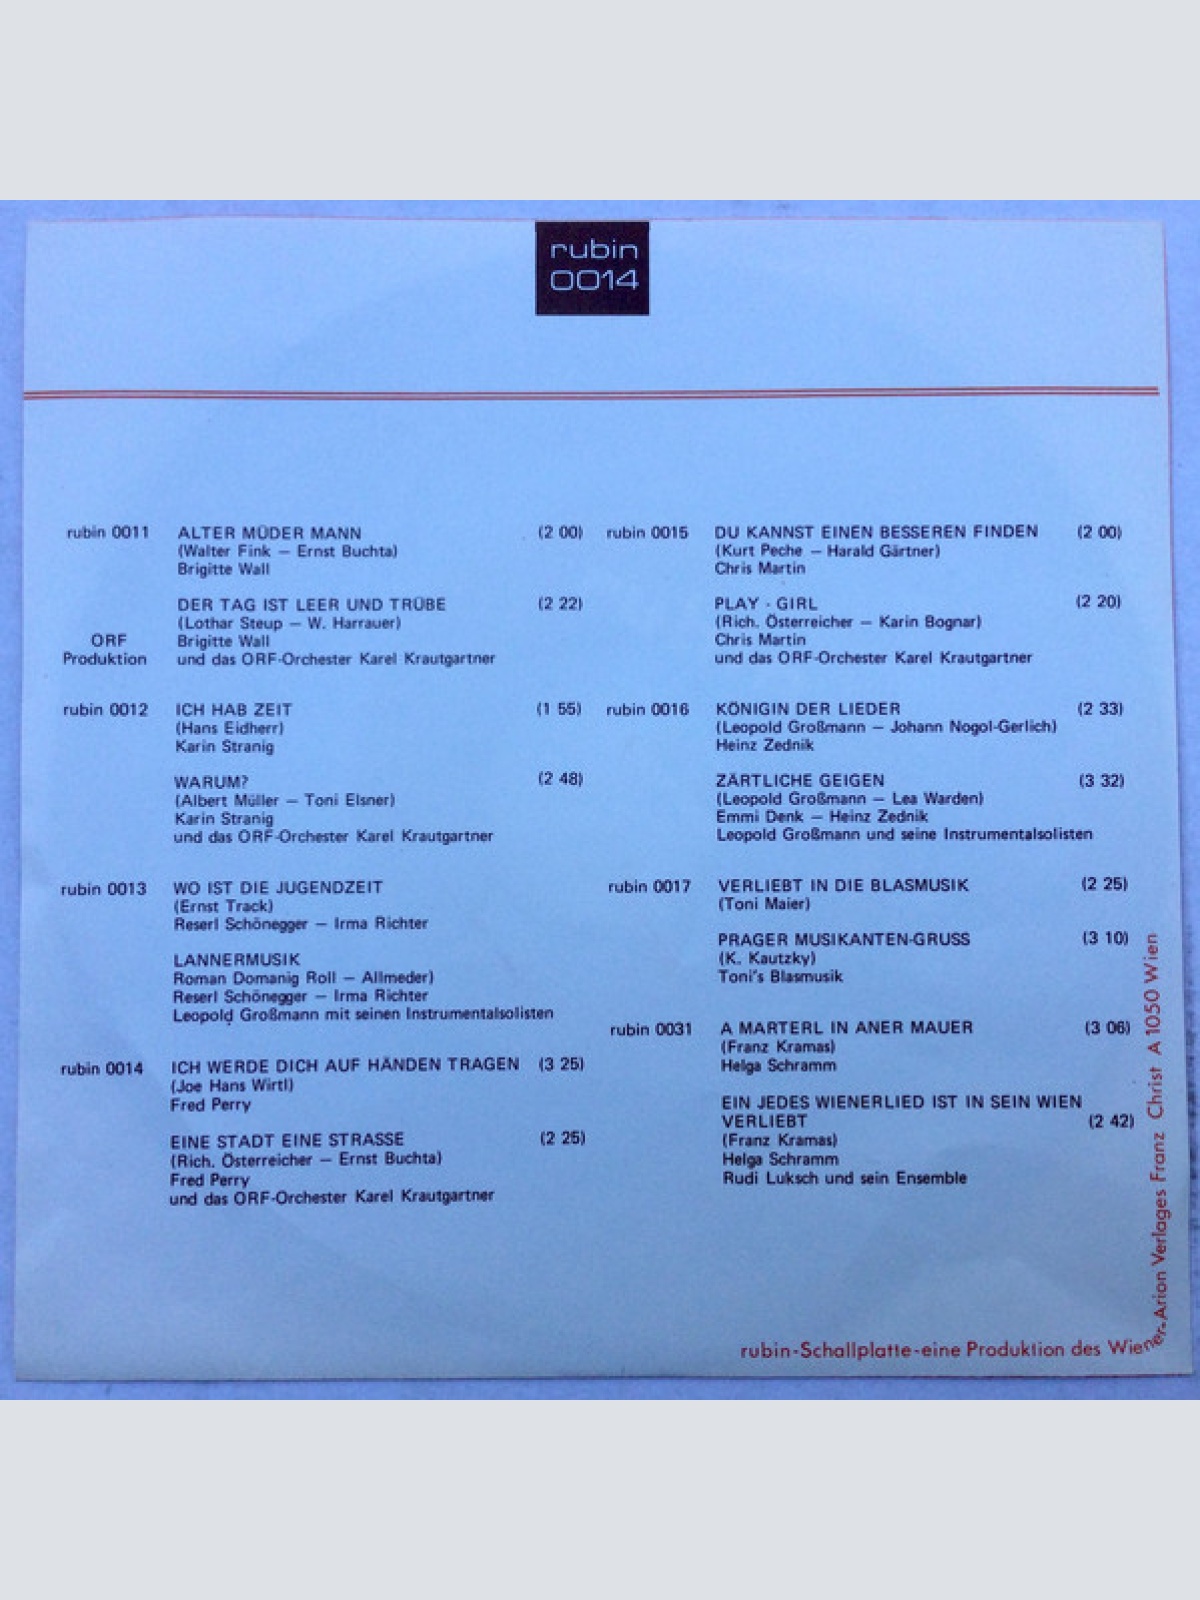 rubin
0014
rubin 0011 ALTER MÜDER MANN (2 00)
(Walter Fink — Ernst Buchta)
Brigitte Wall
DER TAG IST LEER UND TRÜBE (2 22)
(Lothar Steup — W. Harrauer)
ORF Brigitte Wall
Produktion und das ORF-Orchester Karel Krautgartner
rubin 0012 ICH HAB ZEIT (1 55)
(Hans Eidherr)
Karin Stranig
WARUM? (2 48)
(Albert Müller — Toni Elsner)
Karin Stranig
und das ORF-Orchester Karel Krautgartner
rubin 0013 WO IST DIE JUGENDZEIT
(Ernst Track)
Reserl Schönegger — Irma Richter
LANNERMUSIK
Roman Domanig Roll — Allmeder)
Reserl Schönegger — Irma Richter
Leopold Großmann mit seinen Instrumentalsolisten
rubin 0014 ICH WERDE DICH AUF HÄNDEN TRAGEN (3 25)
(Joe Hans Wirtl)
Fred Perry
EINE STADT EINE STRASSE (2 25)
(Rich. Österreicher — Ernst Buchta)
Fred Perry
und das ORF-Orchester Karel Krautgartner
rubin 0015 DU KANNST EINEN BESSEREN FINDEN (2 00)
(Kurt Peche — Harald Gärtner)
Chris Martin
PLAY - GIRL (2 20)
(Rich. Österreicher — Karin Bognar)
Chris Martin
und das ORF-Orchester Karel Krautgartner
rubin 0016 KÖNIGIN DER LIEDER (2 33)
(Leopold Großmann — Johann Nogol-Gerlich)
Heinz Zednik
ZÄRTLICHE GEIGEN (3 32)
(Leopold Großmann — Lea Warden)
Emmi Denk — Heinz Zednik
Leopold Großmann und seine Instrumentalsolisten
rubin 0017 VERLIEBT IN DIE BLASMUSIK (2 25)
(Toni Maier)
PRAGER MUSIKANTEN-GRUSS (3 10)
(K. Kautzky)
Toni's Blasmusik
rubin 0031 A MARTERL IN ANER MAUER (3 06)
(Franz Kramas)
Helga Schramm
EIN JEDES WIENERLIED IST IN SEIN WIEN
VERLIEBT (2 42)
(Franz Kramas)
Helga Schramm
Rudi Luksch und sein Ensemble
rubin-Schallplatte-eine Produktion des Wiener-Arion Verlages Franz Christ A 1050 Wien